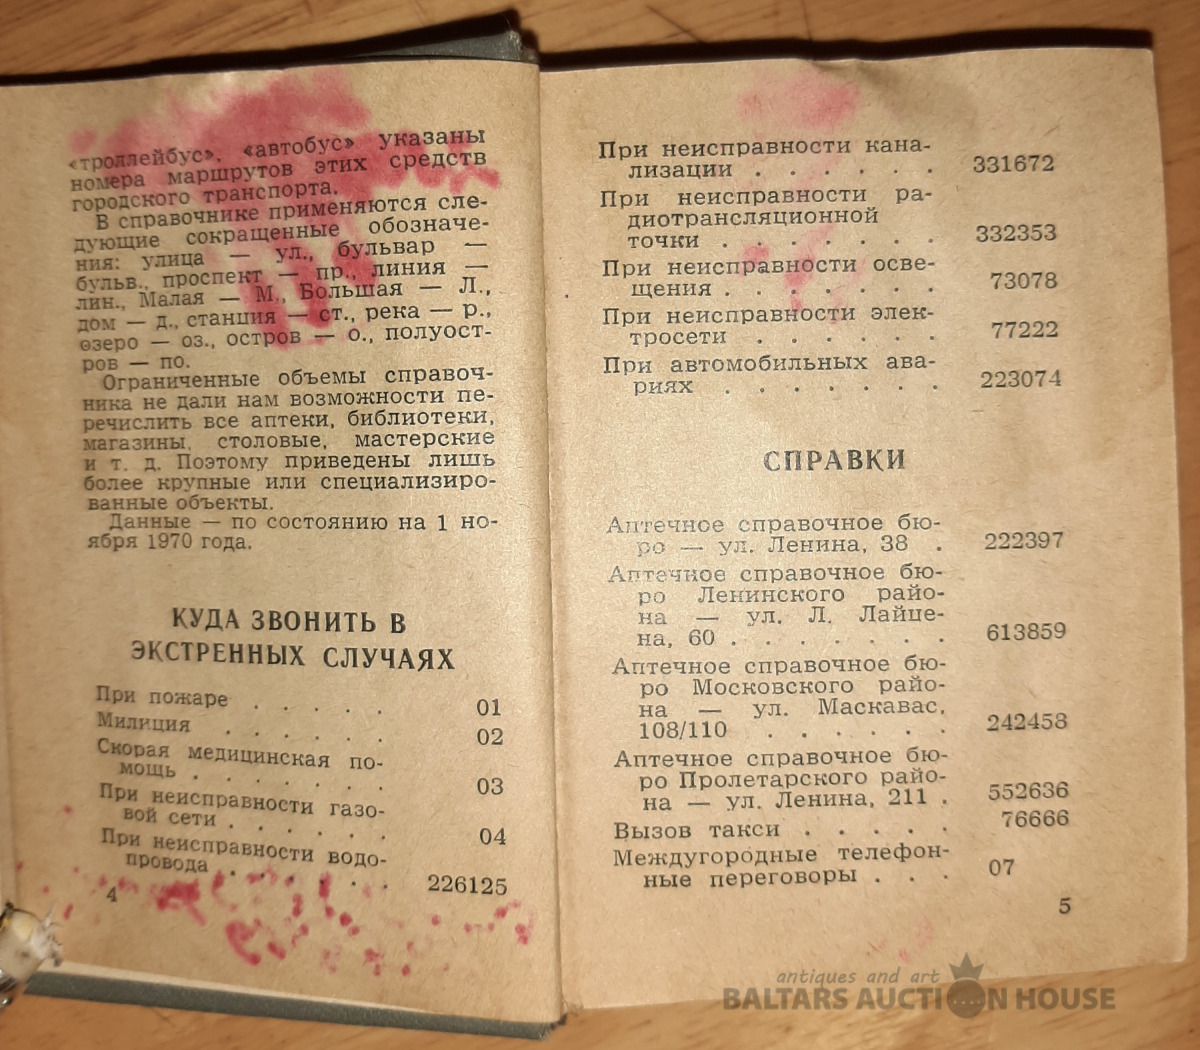 «троллейбус», «автобус» указаны
номера маршрутов этих средств
городского транспорта.
В справочнике применяются сле-
дующие сокращенные обозначе-
ния: улица — ул., бульвар —
бульв., проспект — пр., линия —
лин., Малая — М., Большая — Л.,
дом — д., станция — ст., река — р.,
озеро — оз., остров — о., полуост-
ров — по.
Ограниченные объемы справоч-
ника не дали нам возможности пе-
речислить все аптеки, библиотеки,
магазины, столовые, мастерские
и т. д. Поэтому приведены лишь
более крупные или специализиро-
ванные объекты.
Данные — по состоянию на 1 но-
ября 1970 года.
КУДА ЗВОНИТЬ В
ЭКСТРЕННЫХ СЛУЧАЯХ
При пожаре . . . . . 01
Милиция . . . . . . 02
Скорая медицинская по-
мощь . . . . . . 03
При неисправности газо-
вой сети . . . . . . 04
При неисправности водо-
провода . . . . . . 226125
4
При неисправности кана-
лизации . . . . . . 331672
При неисправности ра-
диотрансляционной
точки . . . . . . . 332353
При неисправности осве-
щения . . . . . . . 73078
При неисправности элек-
тросети . . . . . . 77222
При автомобильных ава-
риях . . . . . . . 223074
СПРАВКИ
Аптечное справочное бю-
ро — ул. Ленина, 38 . 222397
Аптечное справочное бю-
ро Ленинского райо-
на — ул. Л. Лайце-
на, 60 . . . . . . . 613859
Аптечное справочное бю-
ро Московского райо-
на — ул. Маскавас,
108/110 . . . . . . 242458
Аптечное справочное бю-
ро Пролетарского райо-
на — ул. Ленина, 211 . 552636
Вызов такси . . . . . 76666
Междугородные телефон-
ные переговоры . . . 07
5
antiques and art
BALTARS AUCTION HOUSE